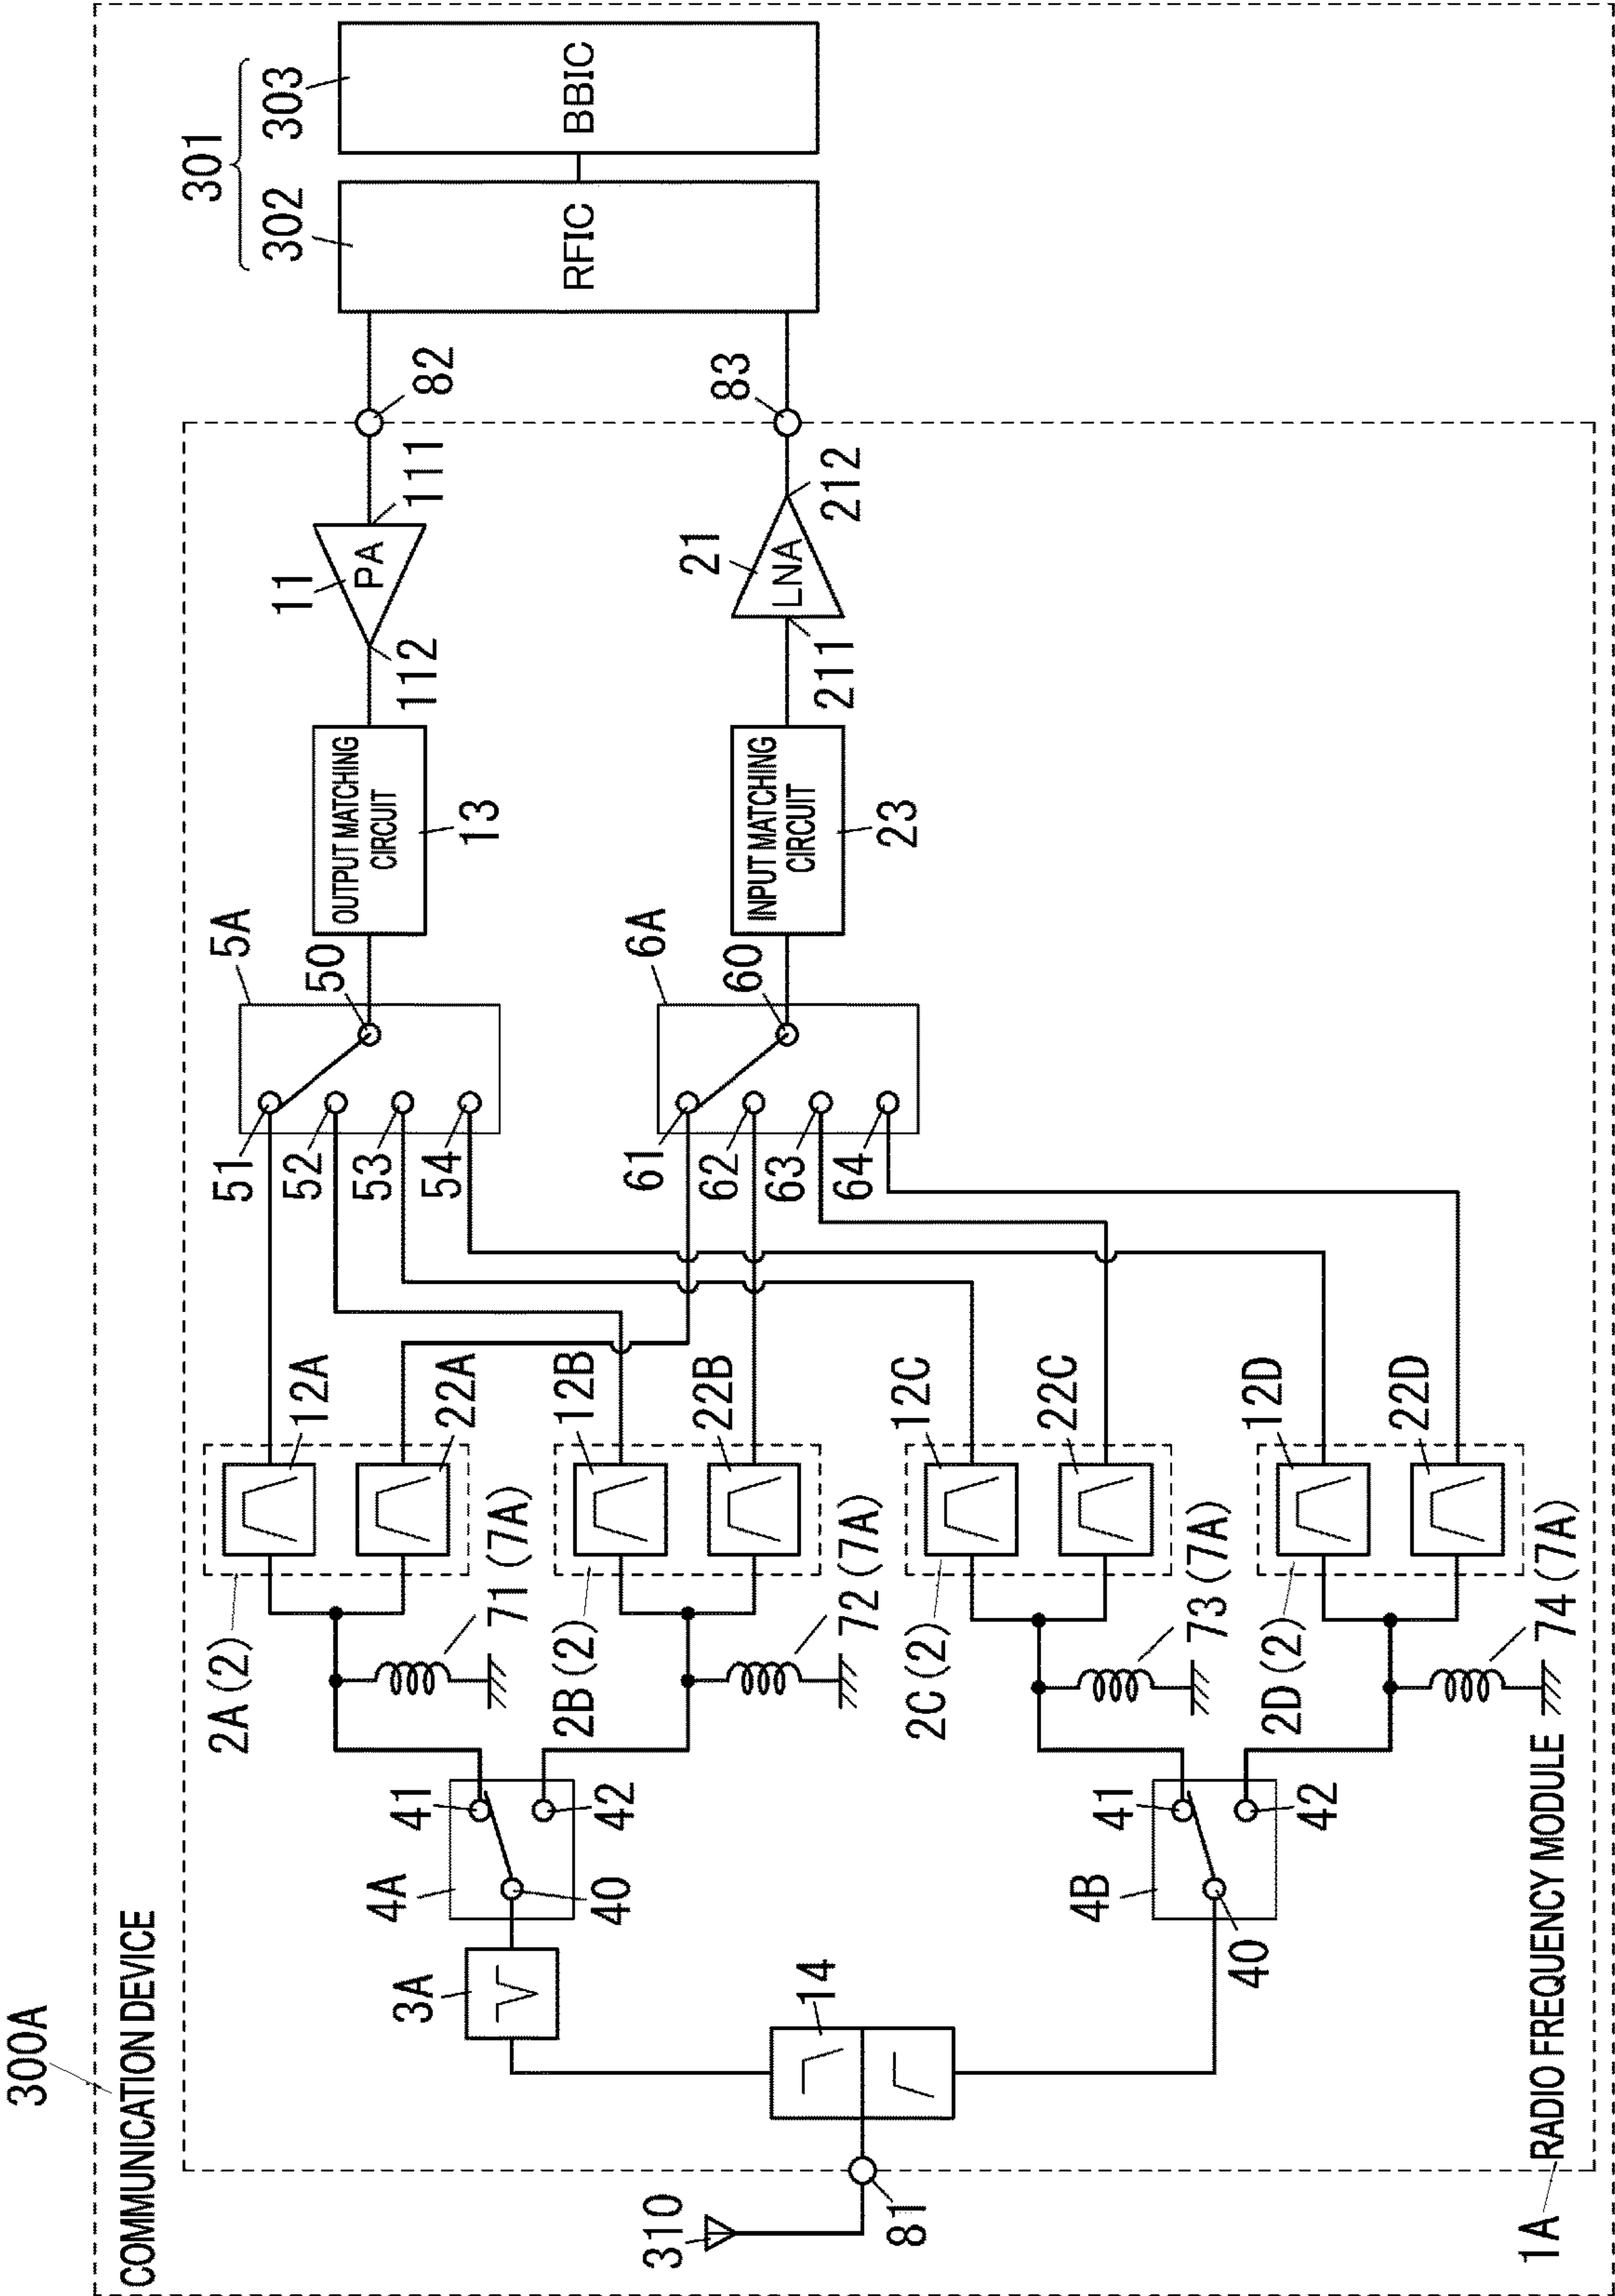 300A
COMMUNICATION DEVICE
301
302
303
RFIC
BBIC
82
83
111
11
PA
112
OUTPUT MATCHING
CIRCUIT
13
212
21
LNA
211
INPUT MATCHING
CIRCUIT
23
5A
50
51
52
53
54
6A
60
61
62
63
64
12A
22A
2A(2)
71(7A)
12B
22B
2B(2)
72(7A)
12C
22C
2C(2)
73(7A)
12D
22D
2D(2)
74(7A)
41
42
4A
40
3A
41
42
4B
40
14
310
81
1A
RADIO FREQUENCY MODULE